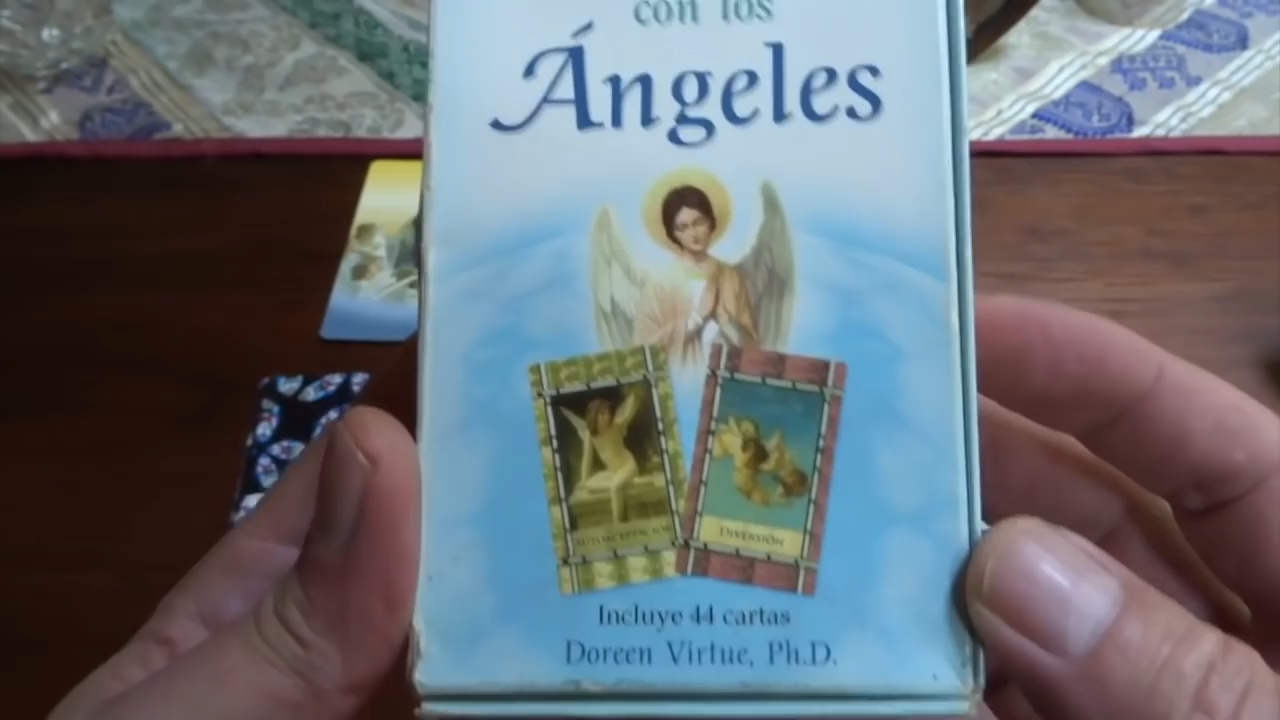 con los
Ángeles
DIVERSIÓN
Incluye 44 cartas
Doreen Virtue, Ph.D.